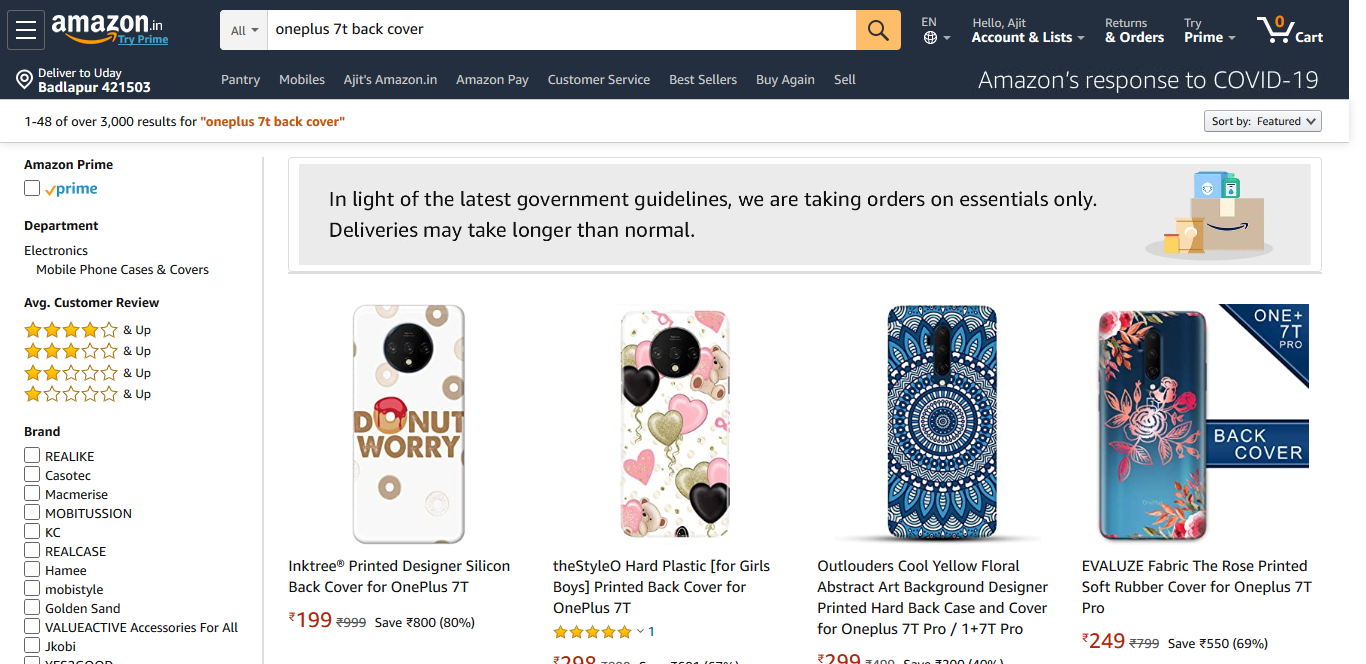 amazon.in
Try Prime
All
oneplus 7t back cover
EN
Hello, Ajit
Account & Lists
Returns
& Orders
Try
Prime
0
Cart
Deliver to Uday
Badlapur 421503
Pantry Mobiles Ajit's Amazon.in Amazon Pay Customer Service Best Sellers Buy Again Sell
Amazon's response to COVID-19
1-48 of over 3,000 results for "oneplus 7t back cover"
Sort by: Featured
Amazon Prime
prime
Department
Electronics
Mobile Phone Cases & Covers
Avg. Customer Review
& Up
& Up
& Up
& Up
Brand
REALIKE
Casotec
Macmerise
MOBITUSSION
KC
REALCASE
Hamee
mobistyle
Golden Sand
VALUEACTIVE Accessories For All
Jkobi
YES2GOOD
In light of the latest government guidelines, we are taking orders on essentials only.
Deliveries may take longer than normal.
DONUT
WORRY
Inktree® Printed Designer Silicon
Back Cover for OnePlus 7T
₹199 ₹999 Save ₹800 (80%)
theStyleO Hard Plastic [for Girls
Boys] Printed Back Cover for
OnePlus 7T
1
₹298 ₹899 Save ₹601 (67%)
Outlouders Cool Yellow Floral
Abstract Art Background Designer
Printed Hard Back Case and Cover
for Oneplus 7T Pro / 1+7T Pro
₹299 ₹499 Save ₹200 (40%)
ONE+
7T
PRO
BACK
COVER
EVALUZE Fabric The Rose Printed
Soft Rubber Cover for OnePlus 7T
Pro
₹249 ₹799 Save ₹550 (69%)